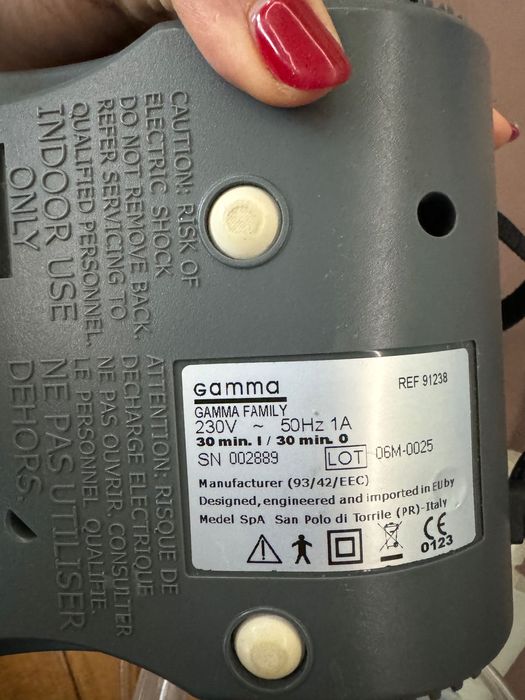 CAUTION: RISK OF
ELECTRIC SHOCK
DO NOT REMOVE BACK.
REFER SERVICING TO
QUALIFIED PERSONNEL.
INDOOR USE
ONLY
ATTENTION: RISQUE DE
DECHARGE ELECTRIQUE
NE PAS OUVRIR. CONSULTER
LE PERSONNEL QUALIFIE.
NE PAS UTILISER
DEHORS.
Gamma
REF 91238
GAMMA FAMILY
230V ~ 50Hz 1A
30 min. I / 30 min. 0
SN 002889 LOT 06M-0025
Manufacturer (93/42/EEC)
Designed, engineered and imported in EU by
Medel SpA San Polo di Torrile (PR)-Italy
CE
0123